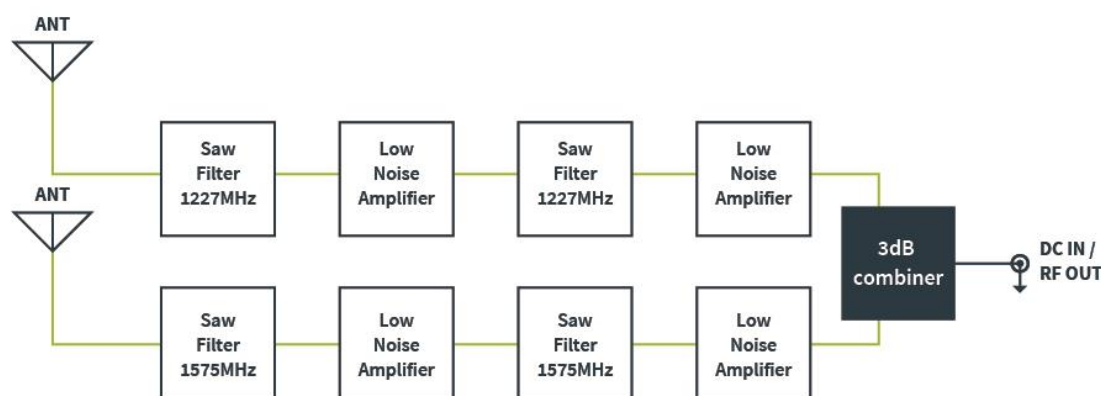 ANT
Saw
Filter
1227MHz
Low
Noise
Amplifier
Saw
Filter
1227MHz
Low
Noise
Amplifier
ANT
3dB
combiner
DC IN /
RF OUT
Saw
Filter
1575MHz
Low
Noise
Amplifier
Saw
Filter
1575MHz
Low
Noise
Amplifier